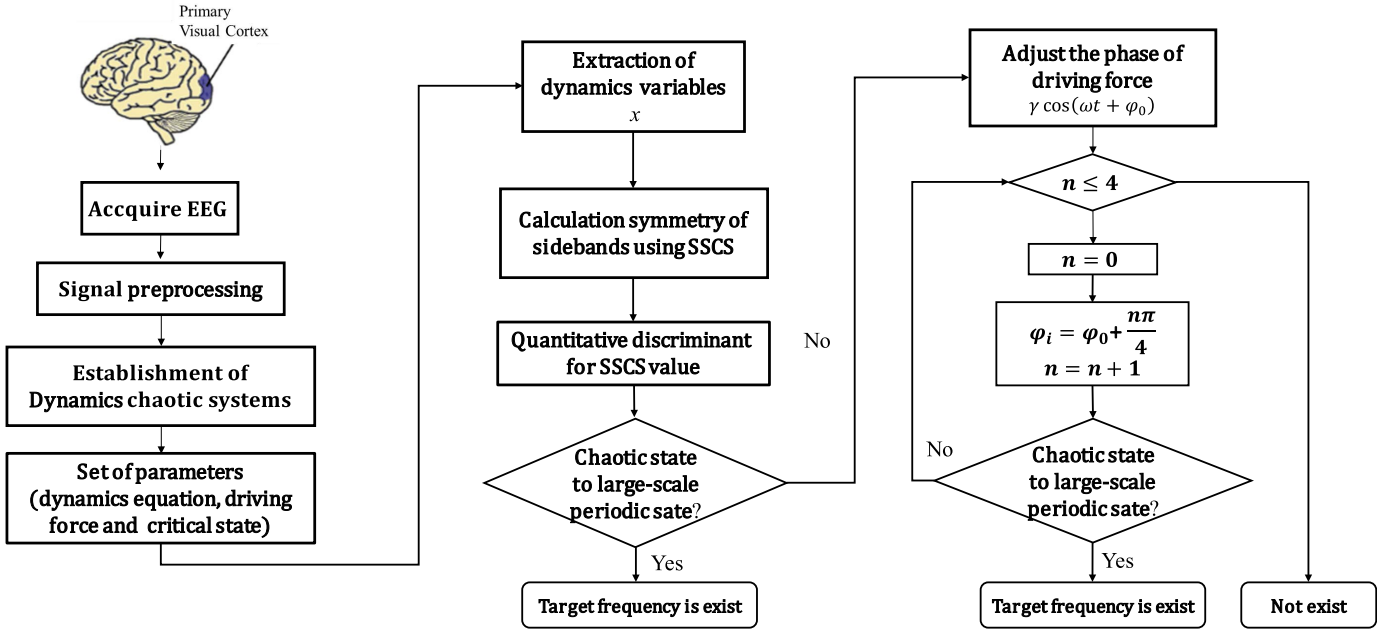 Primary
Visual Cortex
Accquire EEG
Signal preprocessing
Establishment of
Dynamics chaotic systems
Set of parameters
(dynamics equation, driving
force and critical state)
Extraction of
dynamics variables
x
Calculation symmetry of
sidebands using SSCS
Quantitative discriminant
for SSCS value
Chaotic state
to large-scale
periodic sate?
Yes
Target frequency is exist
No
Adjust the phase of
driving force
γ cos(ωt + φ₀)
n ≤ 4
n = 0
φᵢ = φ₀+ nπ/4
n = n + 1
No
Chaotic state
to large-scale
periodic sate?
Yes
Target frequency is exist
Not exist